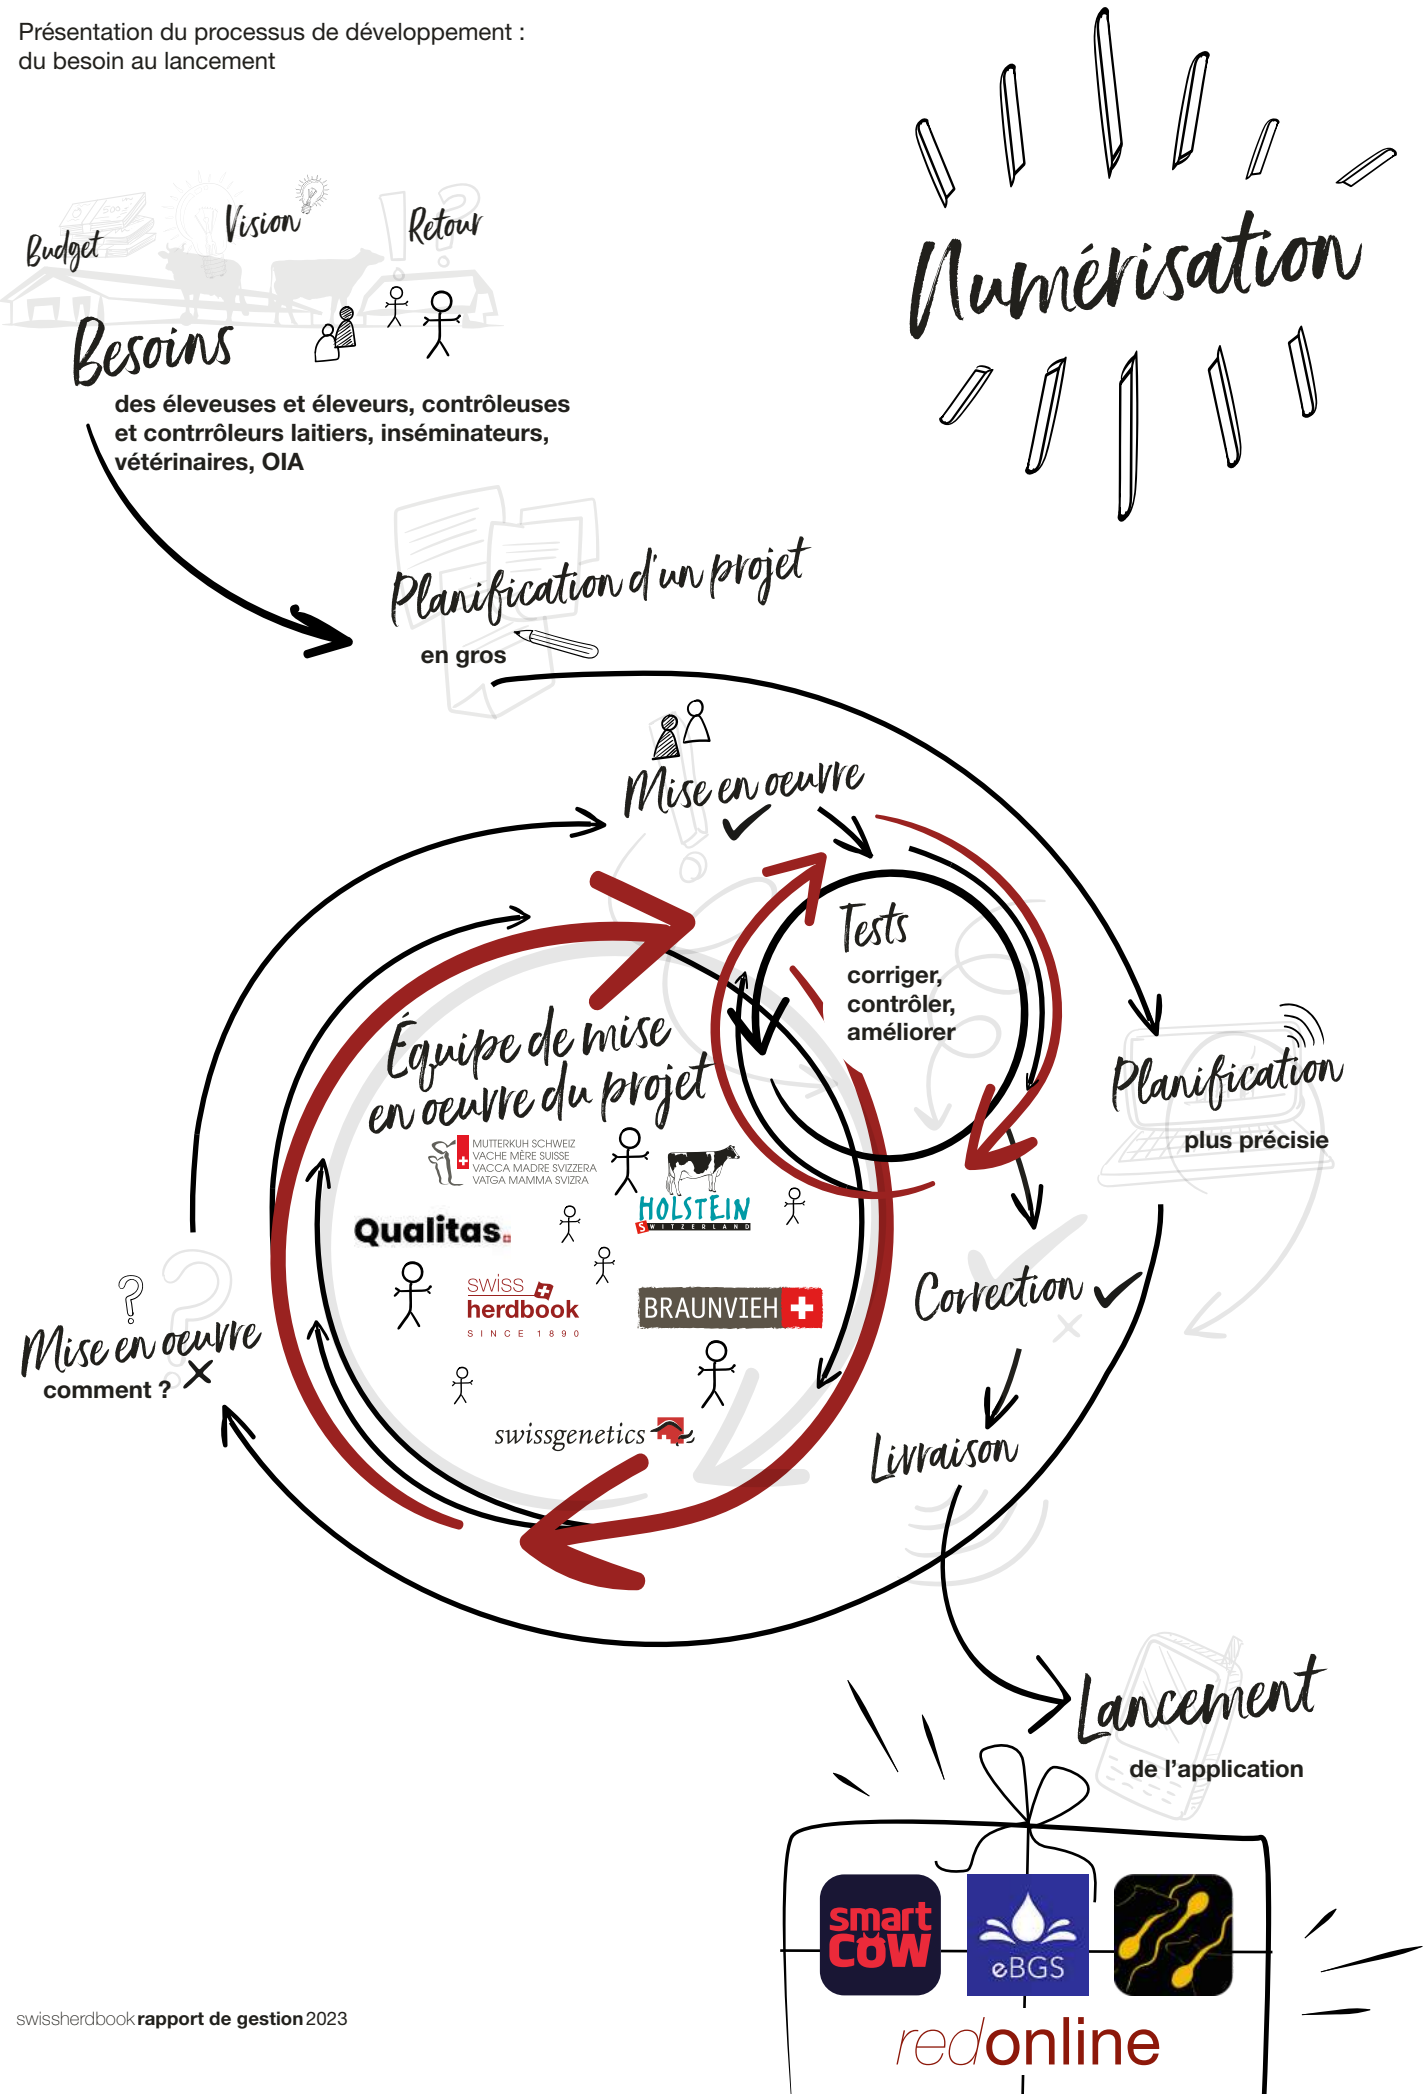 Présentation du processus de développement :
du besoin au lancement
Numérisation
Budget
Vision
Retour
Besoins
des éleveuses et éleveurs, contrôleuses
et contrrôleurs laitiers, inséminateurs,
vétérinaires, OIA
Planification d'un projet
en gros
Mise en oeuvre
Tests
corriger,
contrôler,
améliorer
Équipe de mise
en oeuvre du projet
MUTTERKUH SCHWEIZ
VACHE MÈRE SUISSE
VACCA MADRE SVIZZERA
VATGA MAMMA SVIZRA
HOLSTEIN
SWITZERLAND
Qualitas.
swiss
herdbook
SINCE 1890
BRAUNVIEH
swissgenetics
Planification
plus précisie
Correction
Mise en oeuvre
comment ?
Livraison
Lancement
de l'application
smart
COW
eBGS
redonline
swissherdbook rapport de gestion 2023